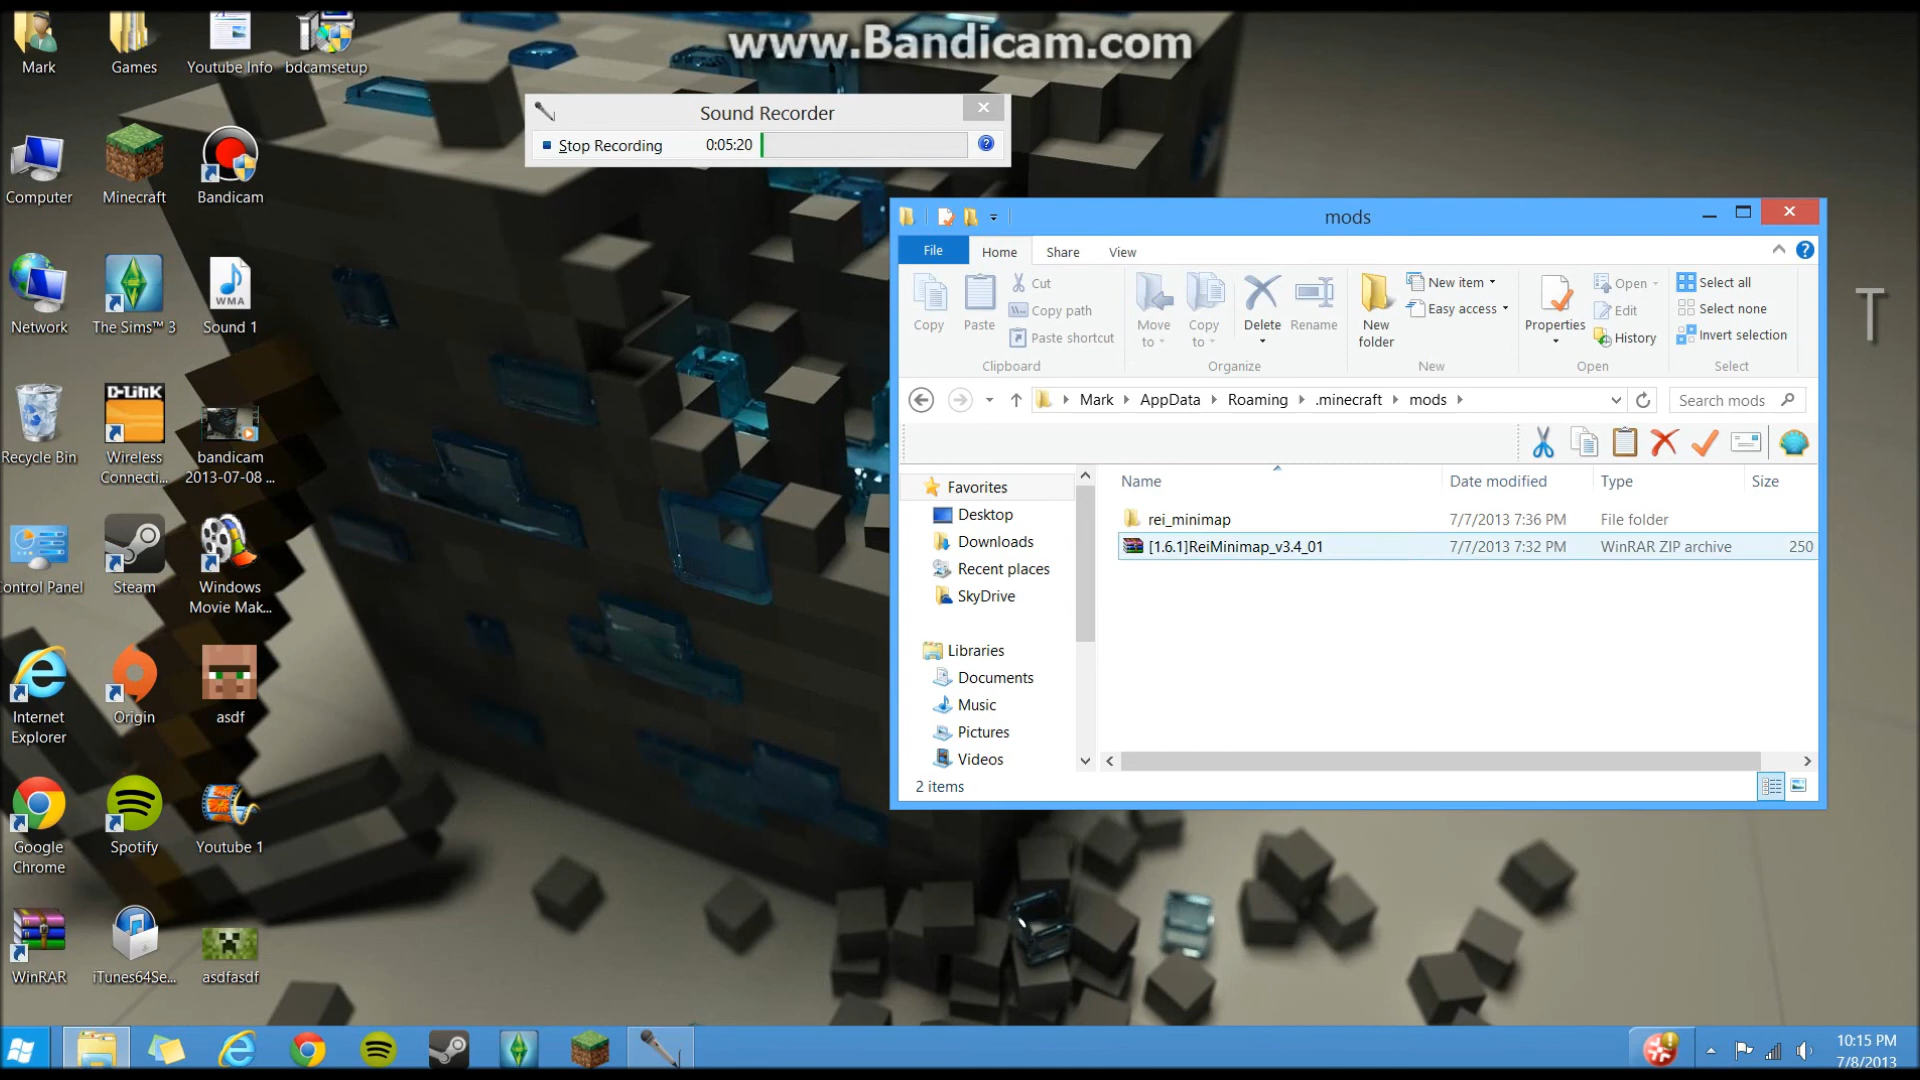 www.Bandicam.com
Mark
Games
Youtube Info
bdcamsetup
Sound Recorder
Stop Recording
0:05:20
Computer
Minecraft
Bandicam
mods
File
Home
Share
View
Copy
Paste
Cut
Copy path
Paste shortcut
Clipboard
Move
to
Copy
to
Delete
Rename
Organize
New
folder
New item
Easy access
New
Properties
Open
Edit
History
Open
Select all
Select none
Invert selection
Select
T
Network
The Sims™ 3
WMA
Sound 1
Mark
AppData
Roaming
.minecraft
mods
Search mods
Recycle Bin
D-Link
Wireless
Connecti...
bandicam
2013-07-08 ...
Favorites
Desktop
Downloads
Recent places
SkyDrive
Libraries
Documents
Music
Pictures
Videos
Name
Date modified
Type
Size
rei_minimap
7/7/2013 7:36 PM
File folder
[1.6.1]ReiMinimap_v3.4_01
7/7/2013 7:32 PM
WinRAR ZIP archive
250
2 items
ontrol Panel
Steam
Windows
Movie Mak...
Internet
Explorer
Origin
asdf
Google
Chrome
Spotify
Youtube 1
WinRAR
iTunes64Se...
asdfasdf
10:15 PM
7/8/2013